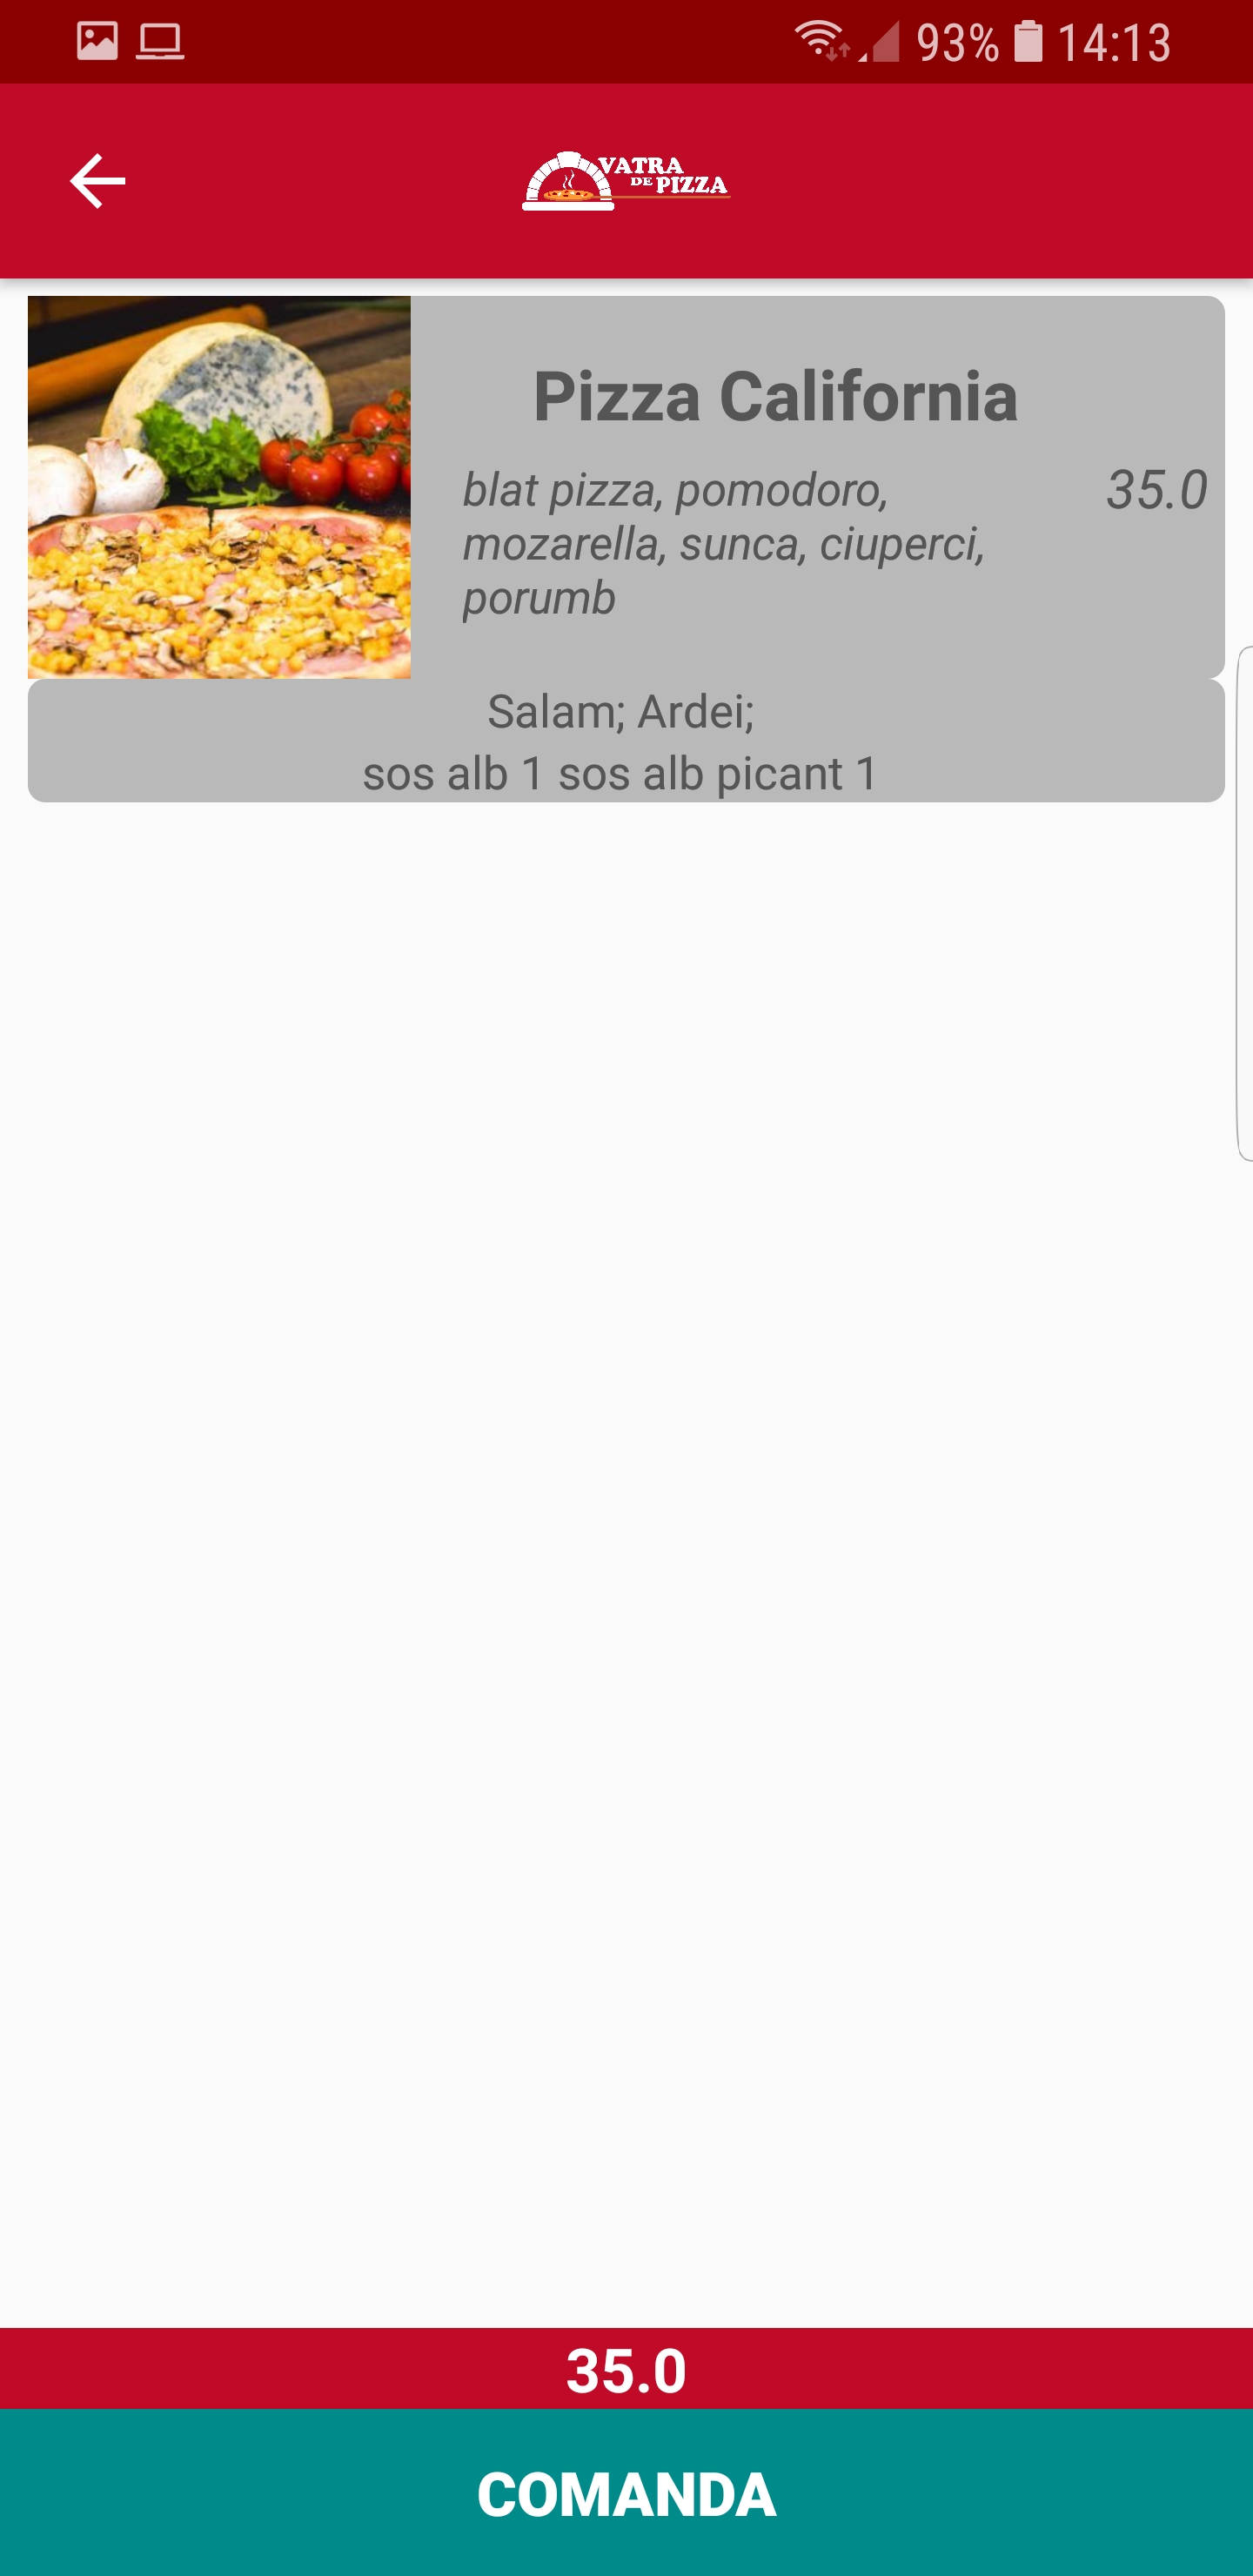 93% 14:13
VATRA
DE PIZZA
Pizza California
blat pizza, pomodoro,
mozarella, sunca, ciuperci,
porumb
35.0
Salam; Ardei;
sos alb 1 sos alb picant 1
35.0
COMANDA